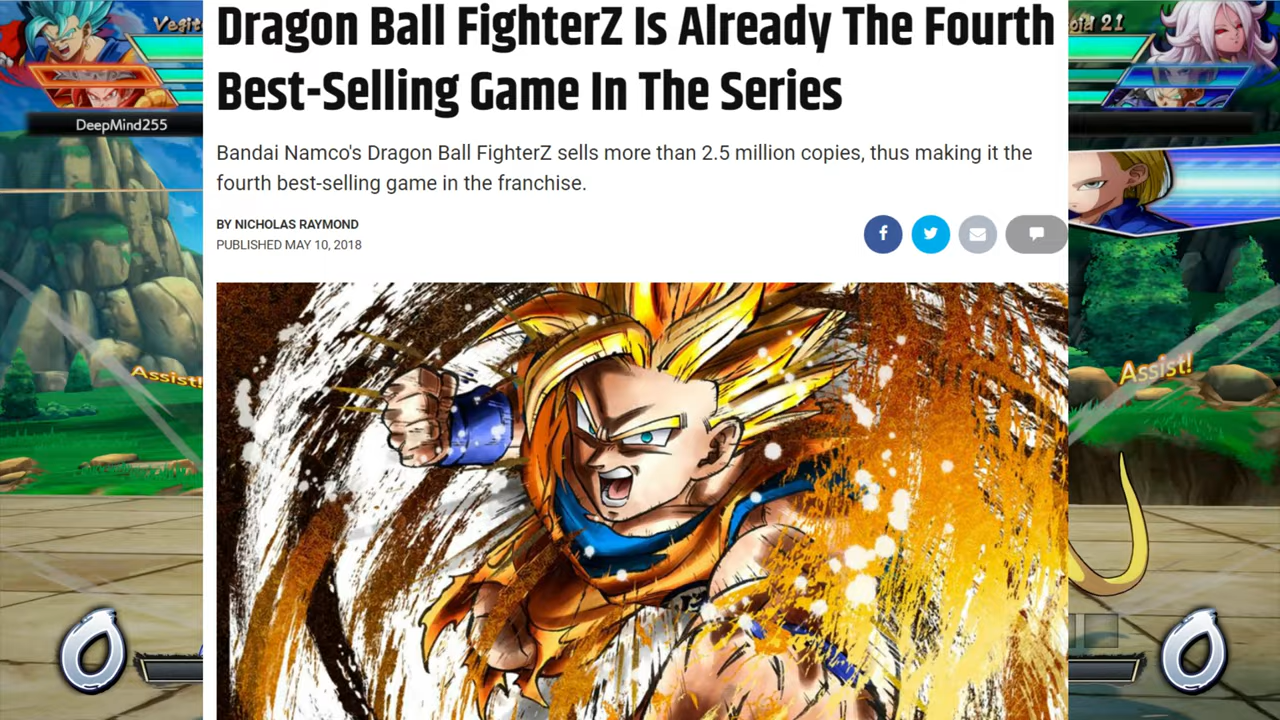 Dragon Ball FighterZ Is Already The Fourth
Best-Selling Game In The Series
Bandai Namco's Dragon Ball FighterZ sells more than 2.5 million copies, thus making it the
fourth best-selling game in the franchise.
BY NICHOLAS RAYMOND
PUBLISHED MAY 10, 2018
DeepMind255
21
Assist!
Assist!